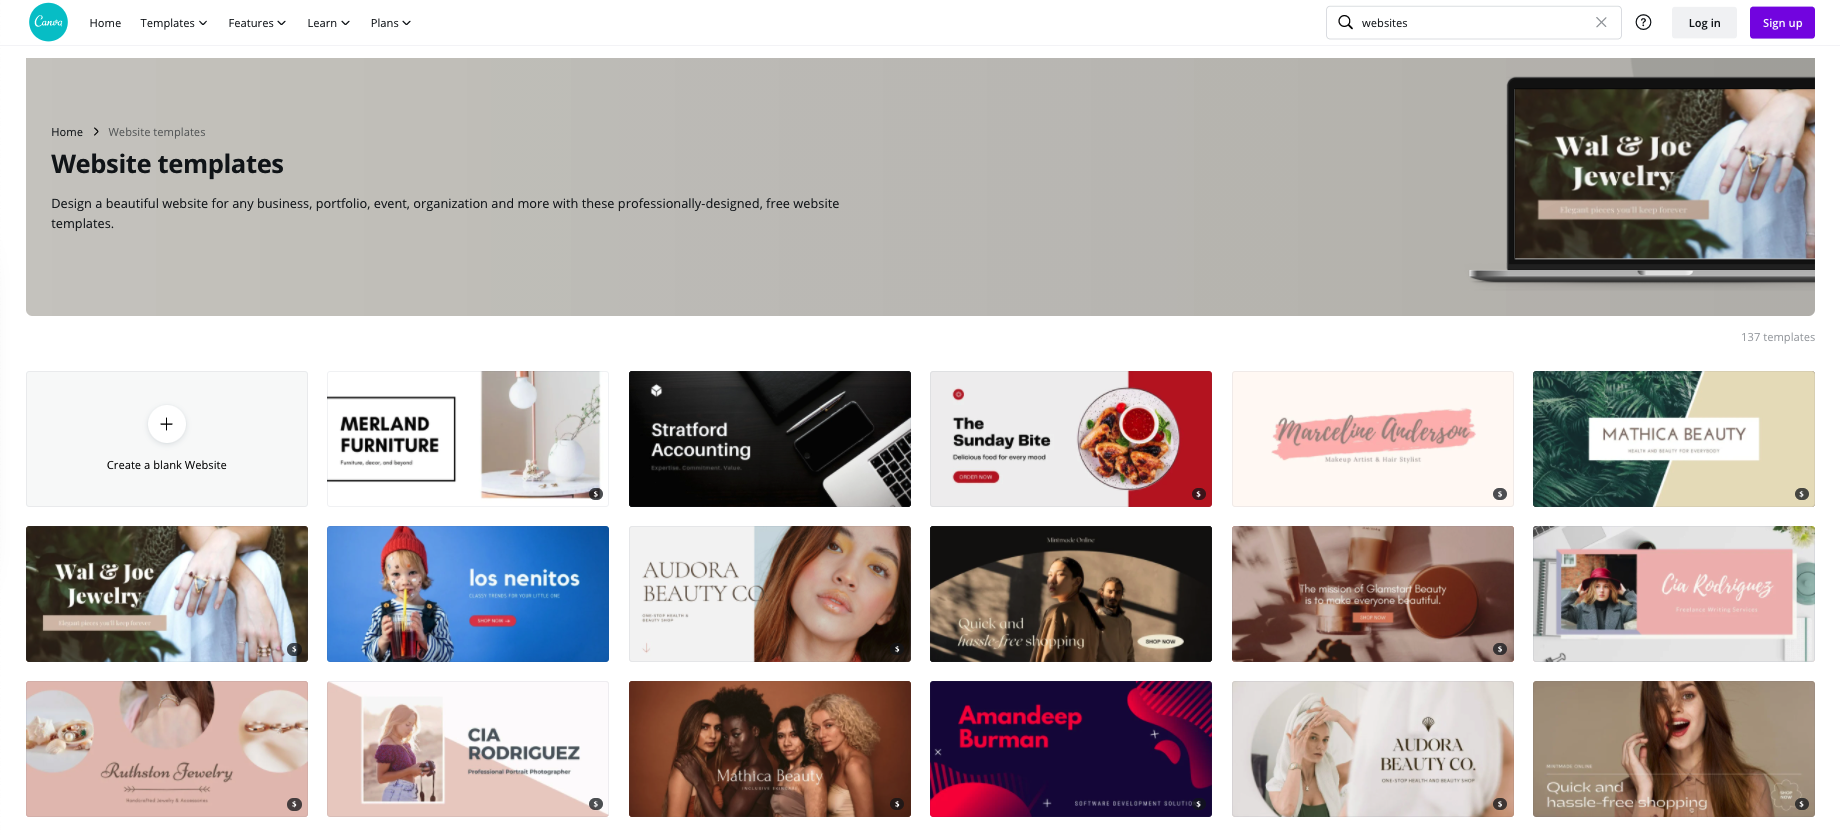 Canva
Home
Templates
Features
Learn
Plans
websites
Log in
Sign up
Home
Website templates
Website templates
Design a beautiful website for any business, portfolio, event, organization and more with these professionally-designed, free website
templates.
Wal & Joe
Jewelry
Elegant pieces you'll keep forever
137 templates
Create a blank Website
MERLAND
FURNITURE
Furniture, decor, and beyond
$
Stratford
Accounting
Expertise. Commitment. Value.
The
Sunday Bite
Delicious food for every mood
ORDER NOW
$
Marceline Anderson
Makeup Artist & Hair Stylist
$
MATHICA BEAUTY
HEALTH AND BEAUTY FOR EVERYBODY
$
Wal & Joe
Jewelry
Elegant pieces you'll keep forever
$
los nenitos
CLASSY TRENDS FOR YOUR LITTLE ONE
SHOP NOW
AUDORA
BEAUTY CO
ONE-STOP HEALTH &
BEAUTY SHOP
$
Mintmade Online
Quick and
hassle-free shopping
SHOP NOW
The mission of Glamstart Beauty
is to make everyone beautiful.
SHOP NOW
$
Cia Rodriguez
Freelance Writing Services
Ruthston Jewelry
Handcrafted Jewelry & Accessories
$
CIA
RODRIGUEZ
Professional Portrait Photographer
$
Mathica Beauty
$
Amandeep
Burman
SOFTWARE DEVELOPMENT SOLUTIO
$
AUDORA
BEAUTY CO.
ONE-STOP HEALTH AND BEAUTY SHOP
$
MINTMADE ONLINE
Quick and
hassle-free shopping
SHOP
NOW
$